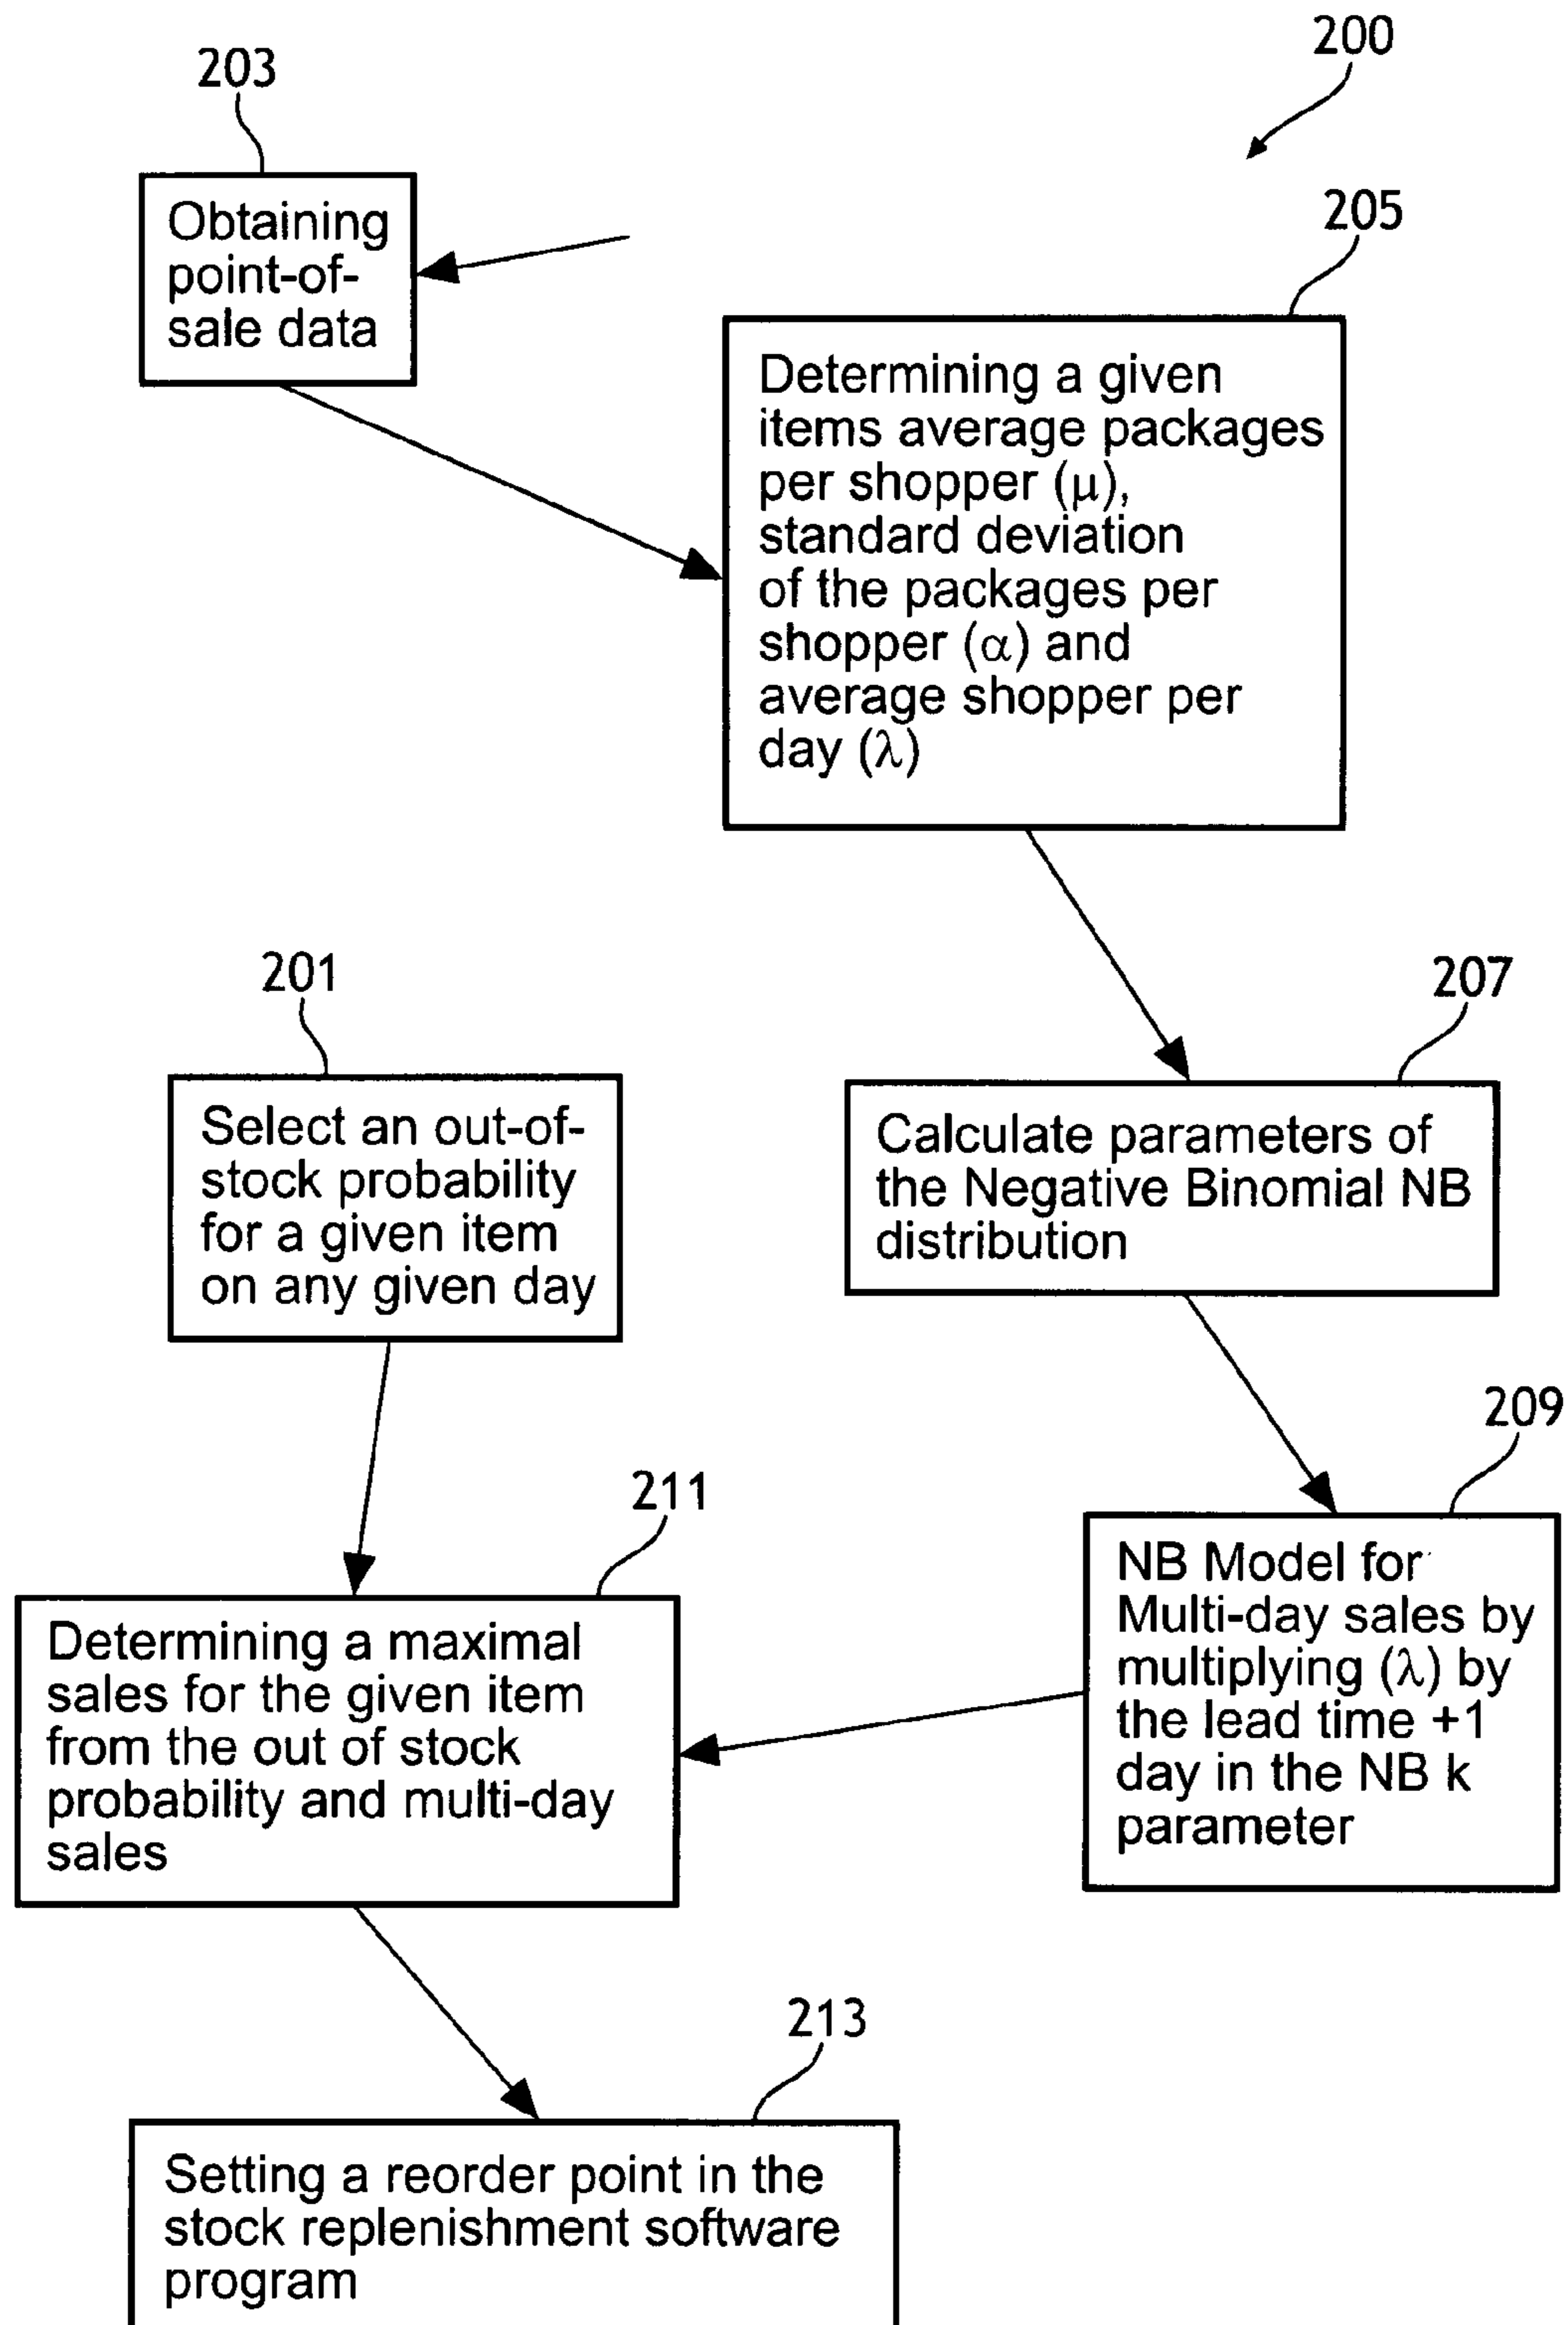 200
203
Obtaining
point-of-
sale data
205
Determining a given
items average packages
per shopper (μ),
standard deviation
of the packages per
shopper (α) and
average shopper per
day (λ)
201
Select an out-of-
stock probability
for a given item
on any given day
207
Calculate parameters of
the Negative Binomial NB
distribution
209
NB Model for
Multi-day sales by
multiplying (λ) by
the lead time +1
day in the NB k
parameter
211
Determining a maximal
sales for the given item
from the out of stock
probability and multi-day
sales
213
Setting a reorder point in the
stock replenishment software
program